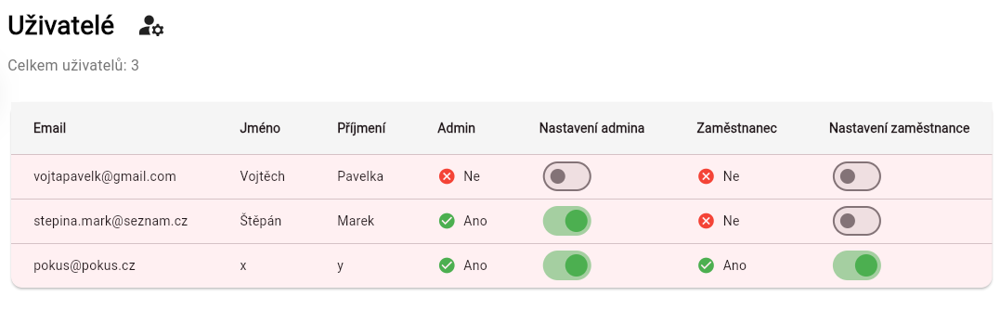 Uživatelé
Celkem uživatelů: 3
Email Jméno Příjmení Admin Nastavení admina Zaměstnanec Nastavení zaměstnance
vojtapavelk@gmail.com Vojtěch Pavelka Ne Ne
stepina.mark@seznam.cz Štěpán Marek Ano Ne
pokus@pokus.cz x y Ano Ano